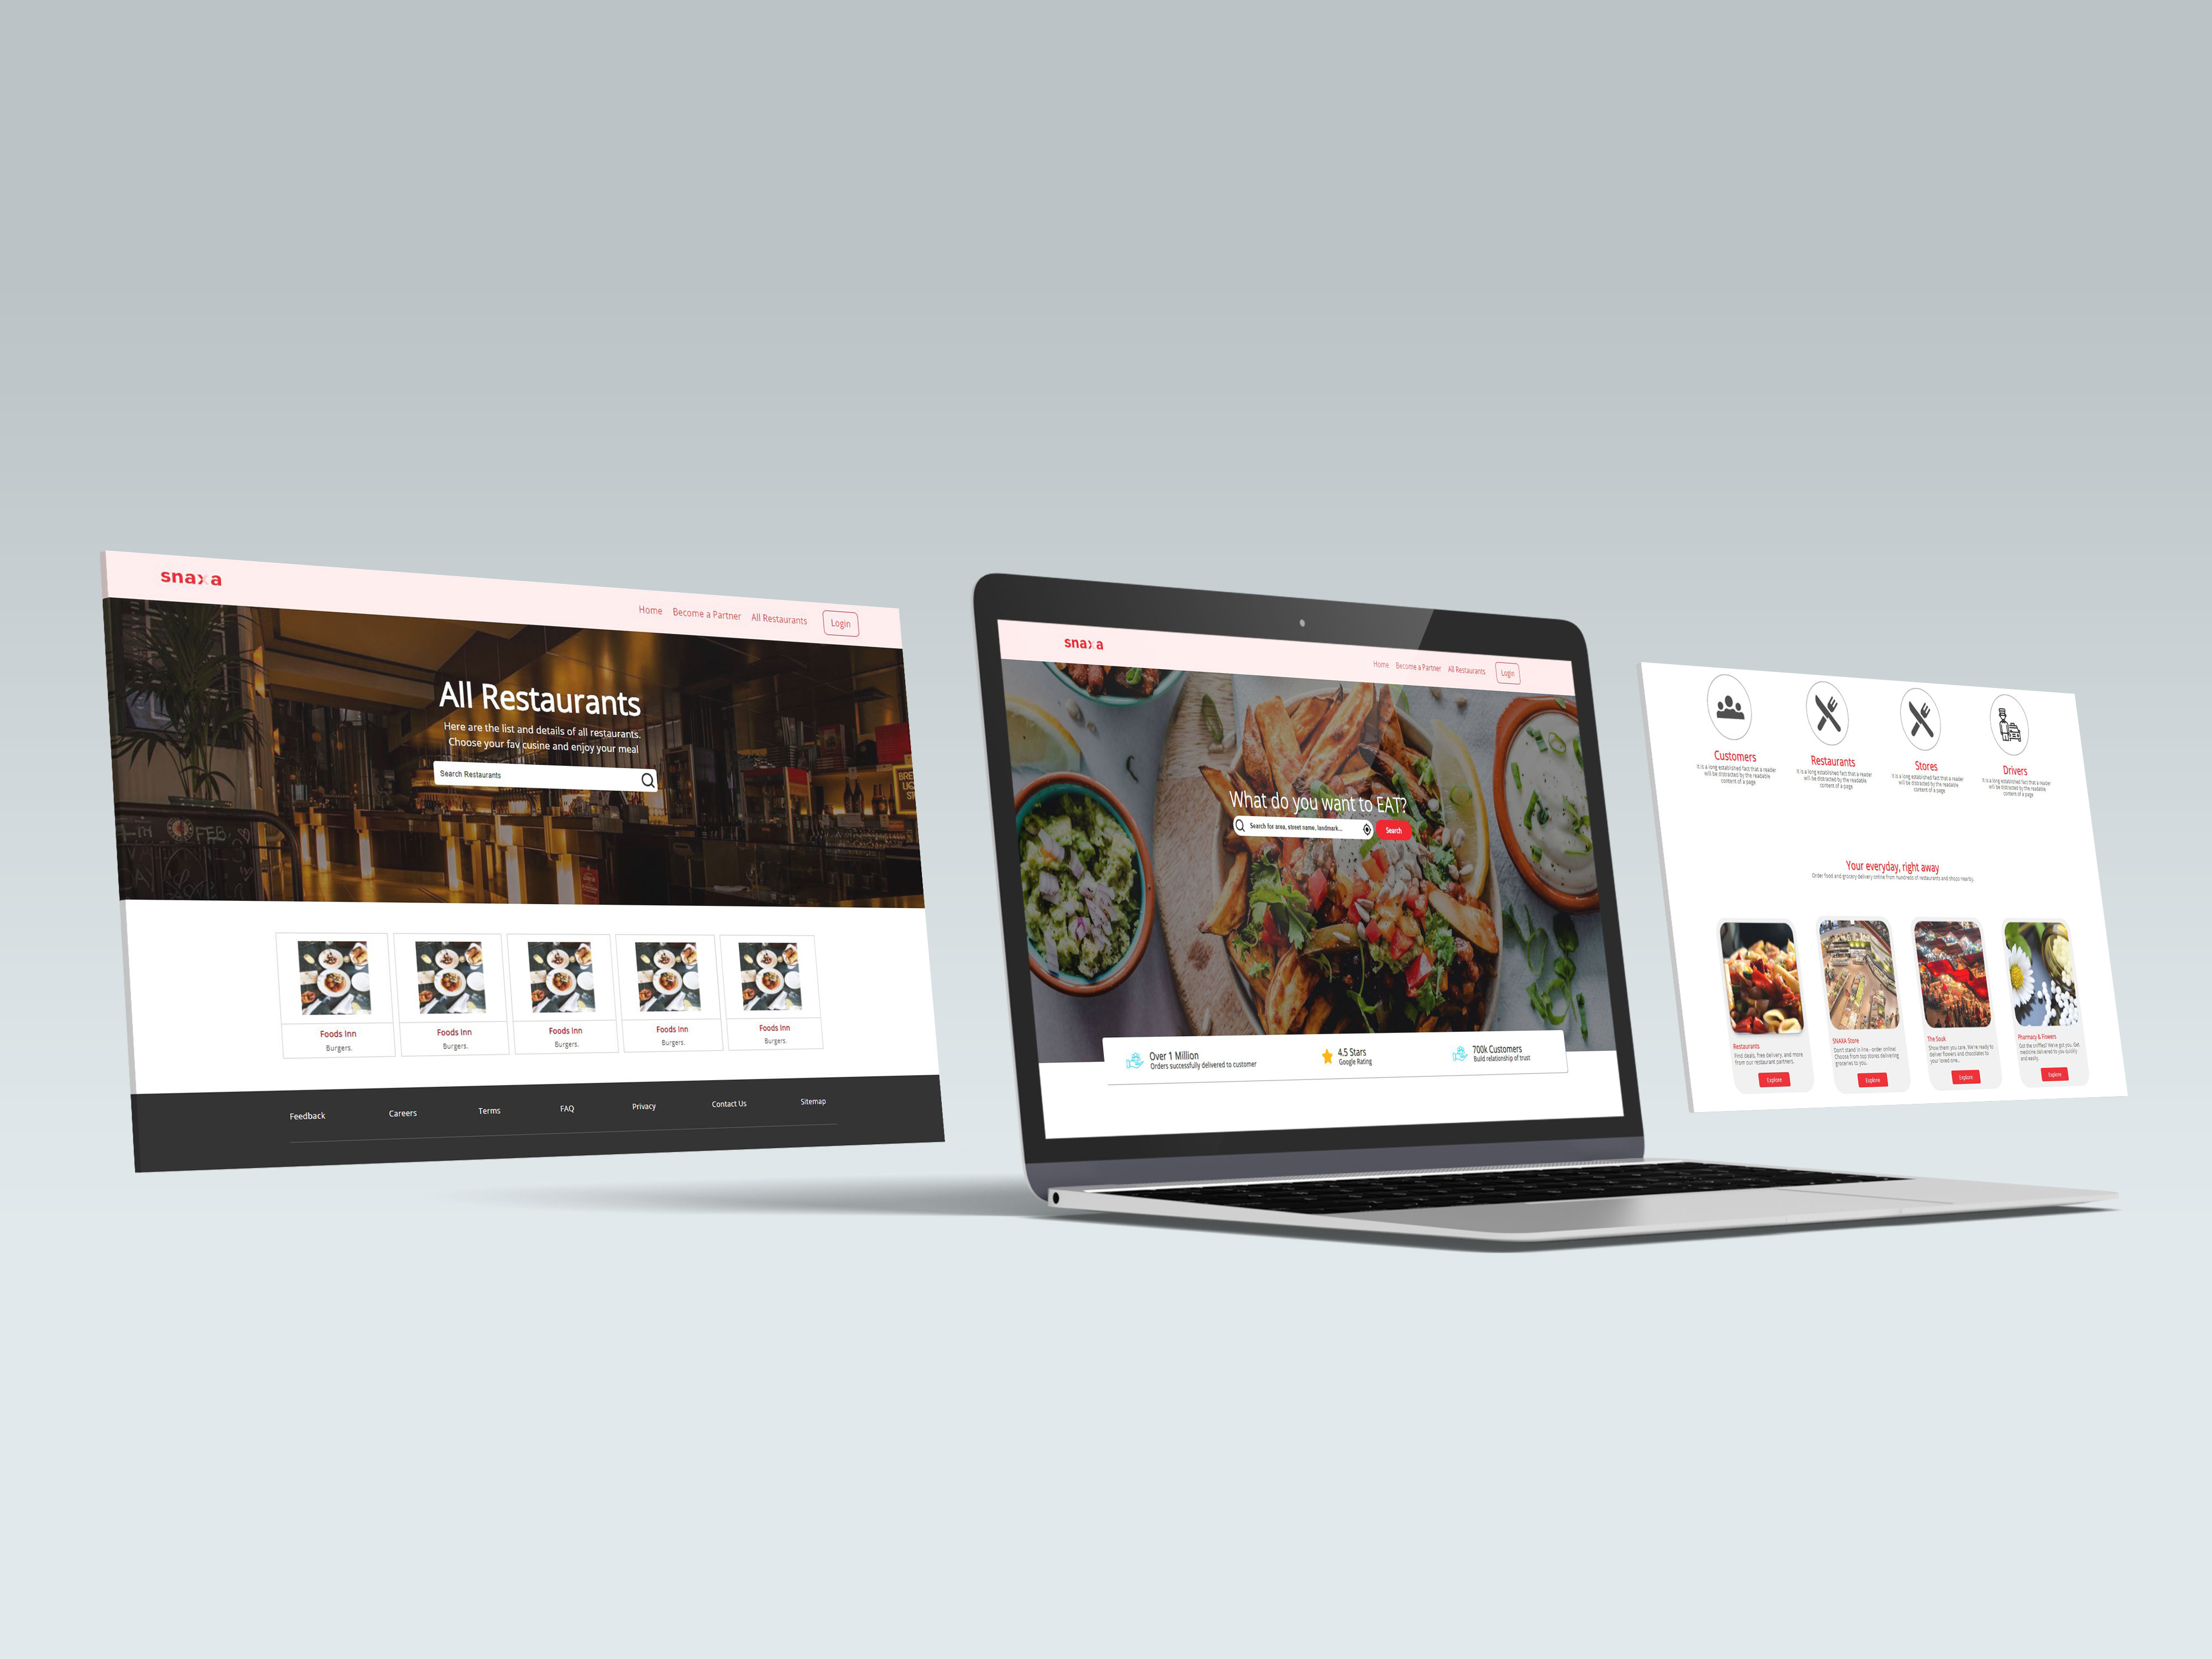 snaxa
Home Become a Partner All Restaurants Login
All Restaurants
Here are the list and details of all restaurants.
Choose your fav cusine and enjoy your meal
Search Restaurants
Foods Inn
Burgers.
Foods Inn
Burgers.
Foods Inn
Burgers.
Foods Inn
Burgers.
Foods Inn
Burgers.
Feedback Careers Terms FAQ Privacy Contact Us Sitemap
snaxa
Home Become a Partner All Restaurants Login
What do you want to EAT?
Search for area, street name, landmark... Search
Over 1 Million
Orders successfully delivered to customer
4.5 Stars
Google Rating
700k Customers
Build relationship of trust
Customers
It is a long established fact that a reader
will be distracted by the readable
content of a page
Restaurants
It is a long established fact that a reader
will be distracted by the readable
content of a page
Stores
It is a long established fact that a reader
will be distracted by the readable
content of a page
Drivers
It is a long established fact that a reader
will be distracted by the readable
content of a page
Your everyday, right away
Order food and grocery delivery online from hundreds of restaurants and shops nearby.
Restaurants
Find deals, free delivery, and more
from our restaurant partners.
Explore
SNAXA Store
Don't stand in line - order online!
Choose from top stores delivering
groceries to you.
Explore
The Souk
Show them you care. We're ready to
deliver flowers and chocolates to
your loved one..
Explore
Pharmacy & Flowers
Got the sniffles? We've got you. Get
medicine delivered to you quickly
and easily.
Explore